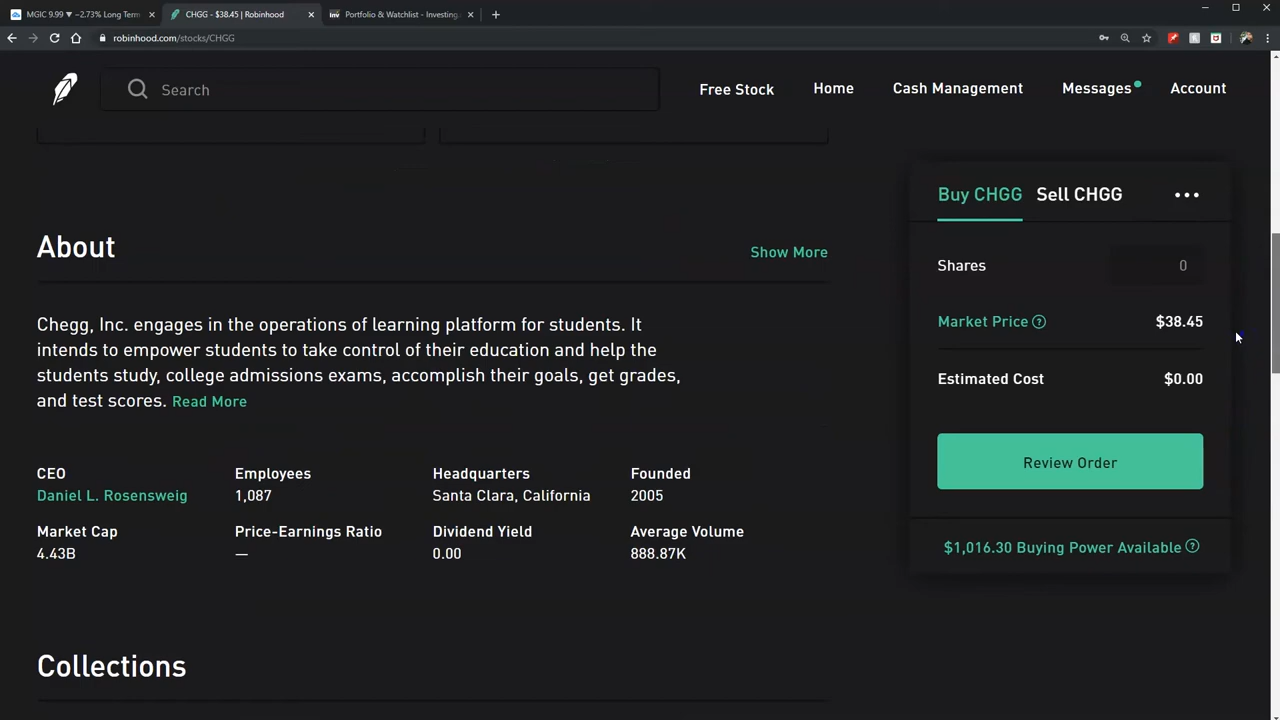 MGIC 9.99 ▼ −2.73% Long Term
CHGG - $38.45 | Robinhood
Portfolio & Watchlist - Investing.
robinhood.com/stocks/CHGG
Search
Free Stock
Home
Cash Management
Messages
Account
Buy CHGG
Sell CHGG
About
Show More
Shares
0
Chegg, Inc. engages in the operations of learning platform for students. It
intends to empower students to take control of their education and help the
students study, college admissions exams, accomplish their goals, get grades,
and test scores. Read More
Market Price
$38.45
Estimated Cost
$0.00
Review Order
$1,016.30 Buying Power Available
CEO
Daniel L. Rosensweig
Employees
1,087
Headquarters
Santa Clara, California
Founded
2005
Market Cap
4.43B
Price-Earnings Ratio
—
Dividend Yield
0.00
Average Volume
888.87K
Collections